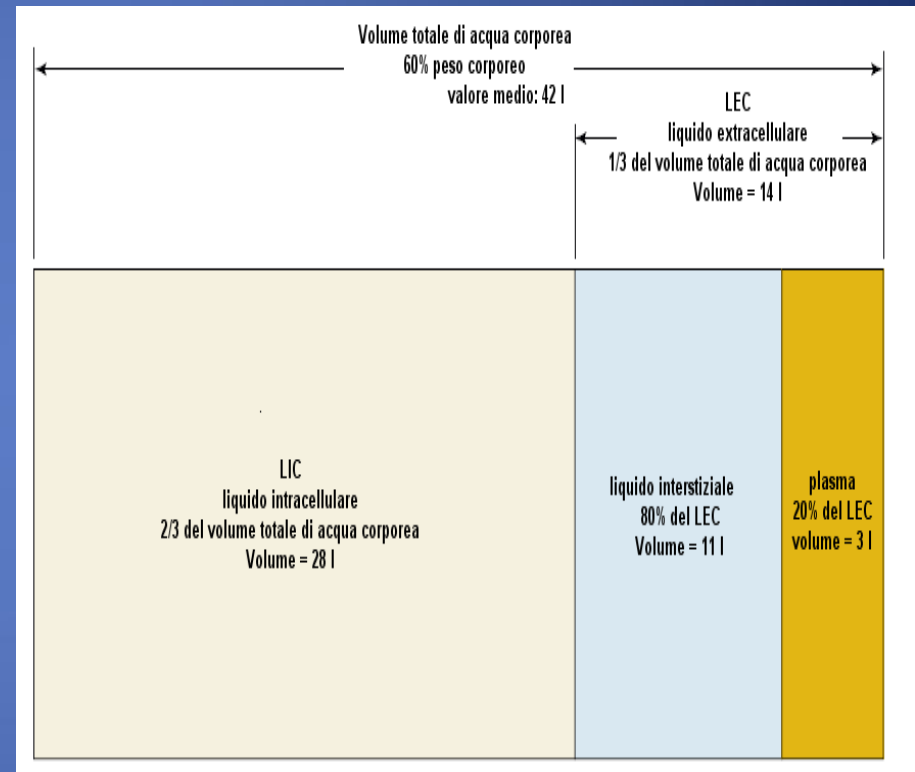 Volume totale di acqua corporea
60% peso corporeo
valore medio: 42 l
LEC
liquido extracellulare
1/3 del volume totale di acqua corporea
Volume = 14 l
LIC
liquido intracellulare
2/3 del volume totale di acqua corporea
Volume = 28 l
liquido interstiziale
80% del LEC
Volume = 11 l
plasma
20% del LEC
volume = 3 l